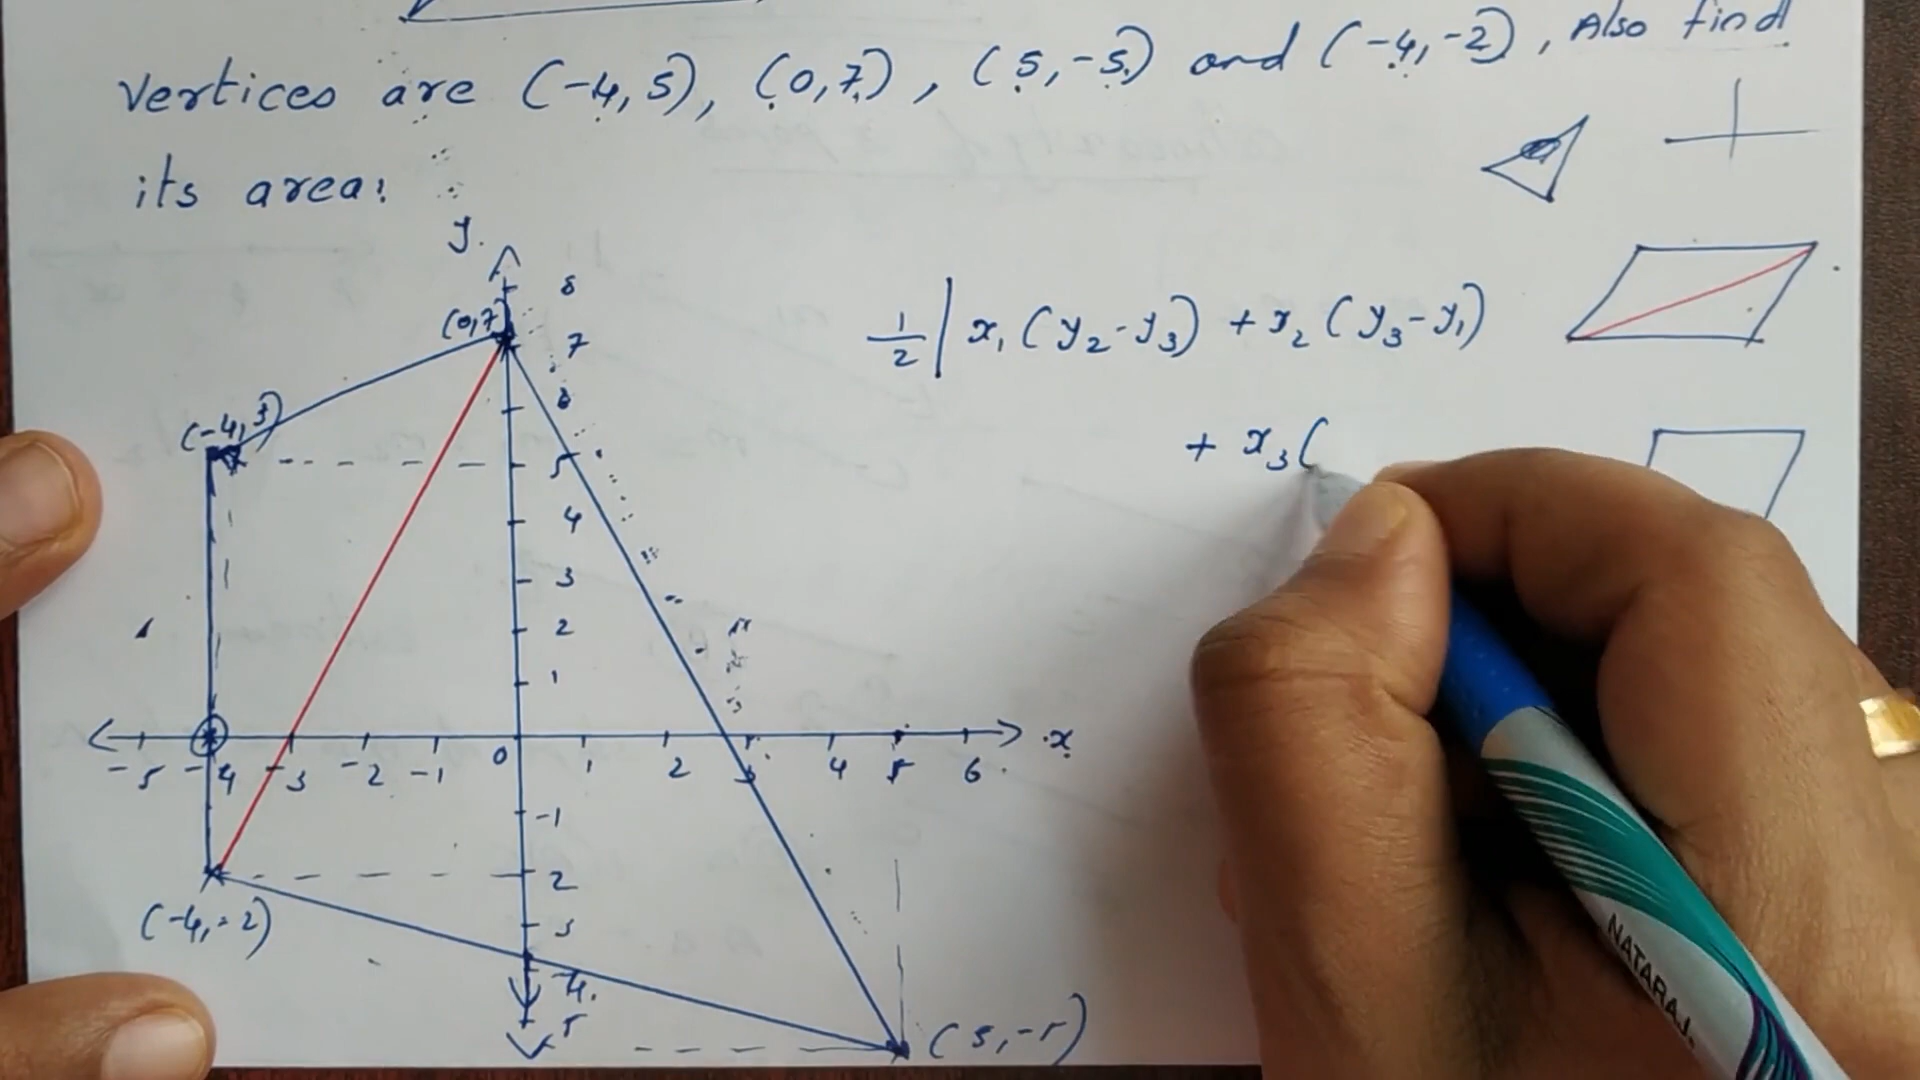 vertices are (-4, 5), (0,7), (5, -5) and (-4, -2), Also find
its area:
y.
8
(0,7)
7
6
(-4,3)
5
4
3
2
1
x
-5 -4 -3 -2 -1 0 1 2 3 4 5 6
-1
2
3
(-4,-2)
-4.
5
(5,-5)
1/2 | x₁ (y₂-y₃) + x₂ (y₃-y₁)
+ x₃ (
NATARAJ.